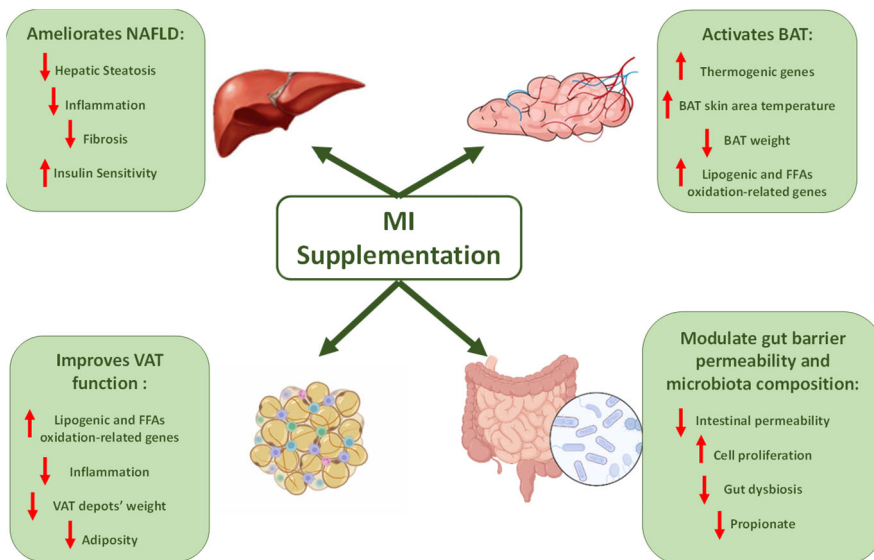 Ameliorates NAFLD:
Hepatic Steatosis
Inflammation
Fibrosis
Insulin Sensitivity
Activates BAT:
Thermogenic genes
BAT skin area temperature
BAT weight
Lipogenic and FFAs
oxidation-related genes
MI
Supplementation
Improves VAT
function :
Lipogenic and FFAs
oxidation-related genes
Inflammation
VAT depots' weight
Adiposity
Modulate gut barrier
permeability and
microbiota composition:
Intestinal permeability
Cell proliferation
Gut dysbiosis
Propionate